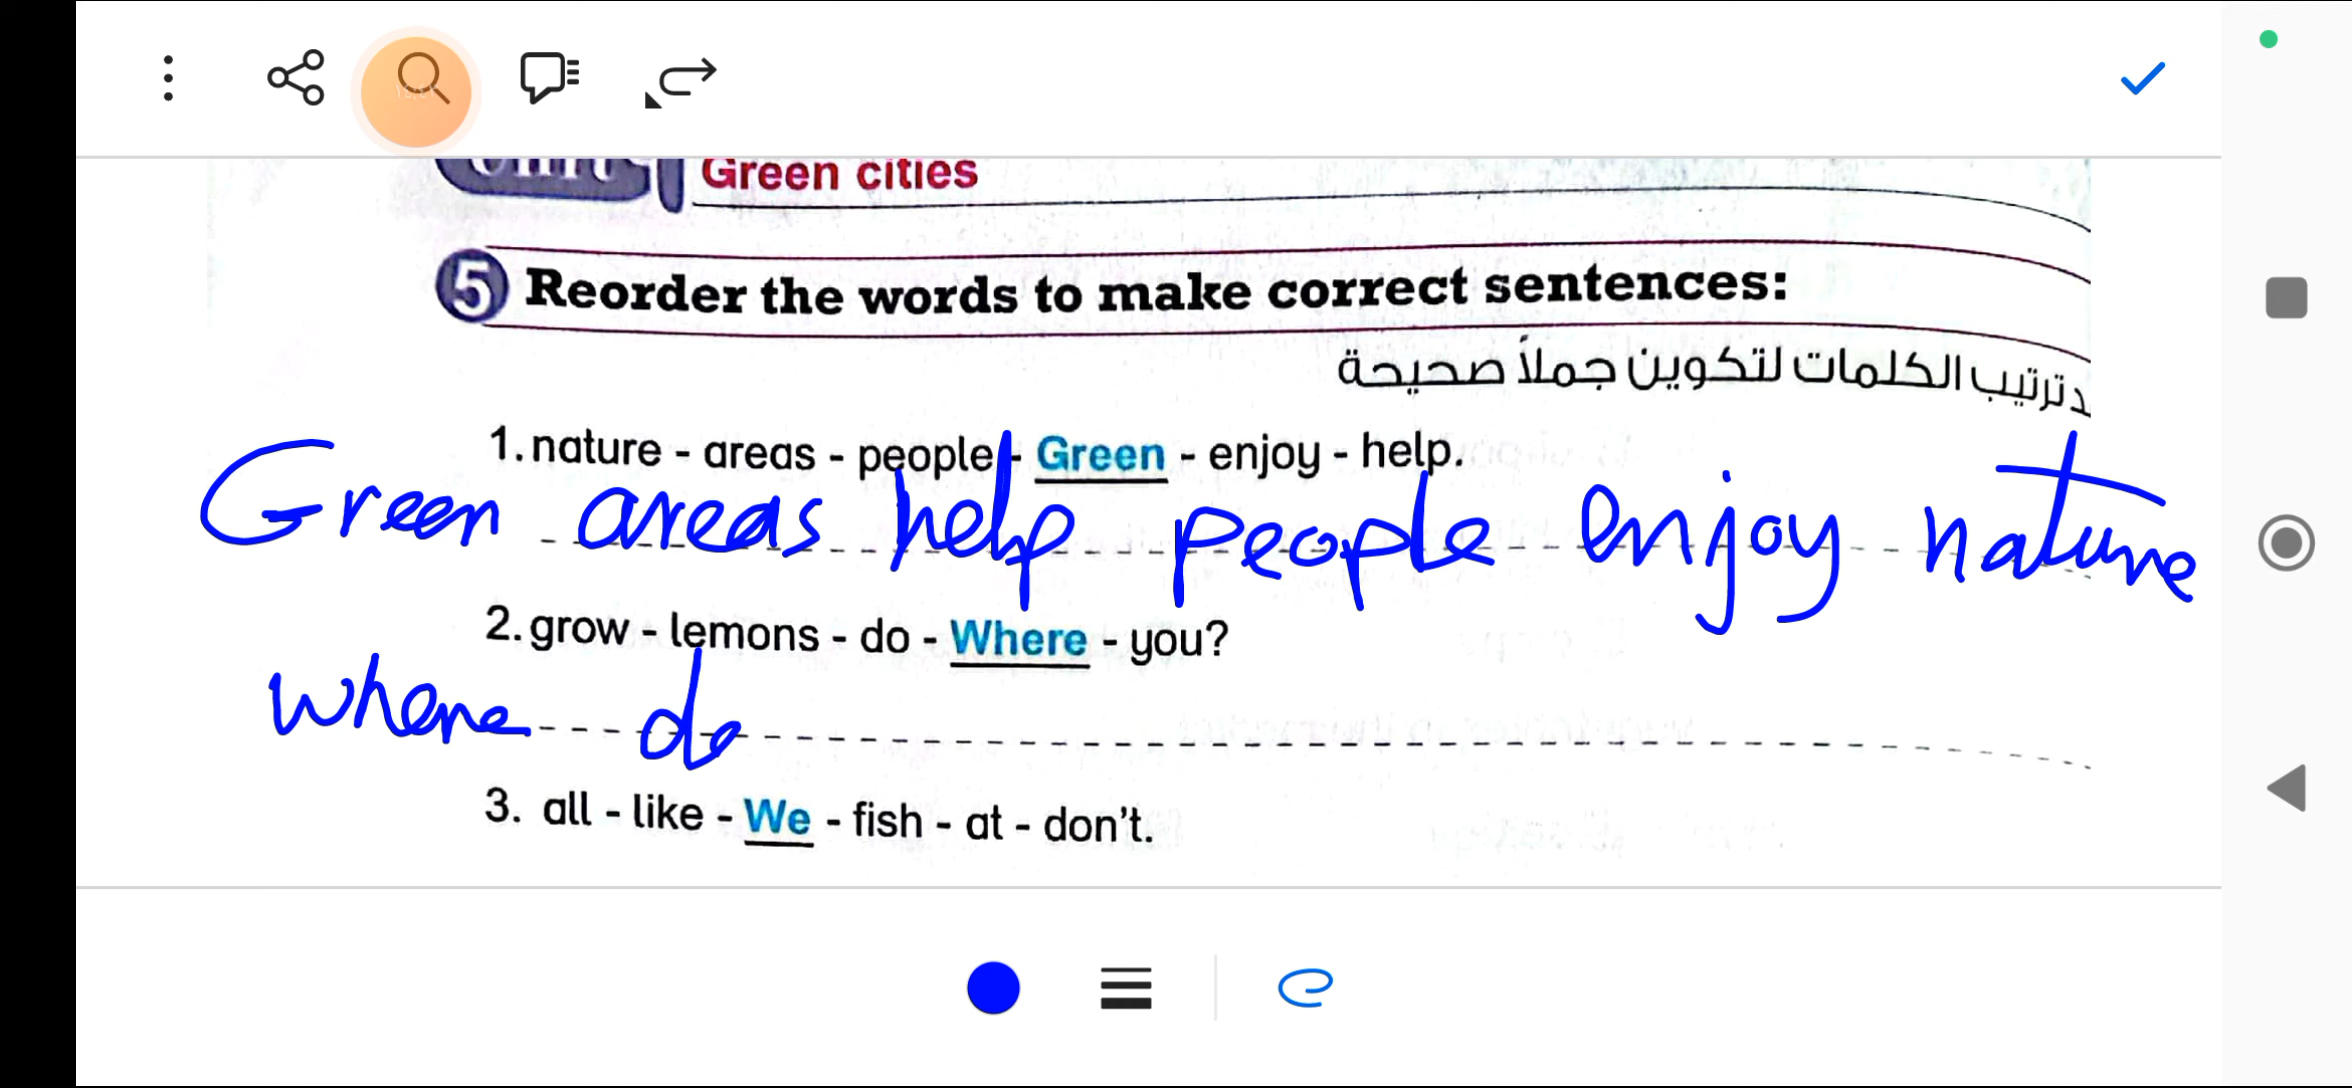 Green cities
5 Reorder the words to make correct sentences:
ترتيب الكلمات لتكوين جملاً صحيحة
1. nature - areas - people - Green - enjoy - help.
Green areas help people enjoy nature
2. grow - lemons - do - Where - you?
where do
3. all - like - We - fish - at - don't.